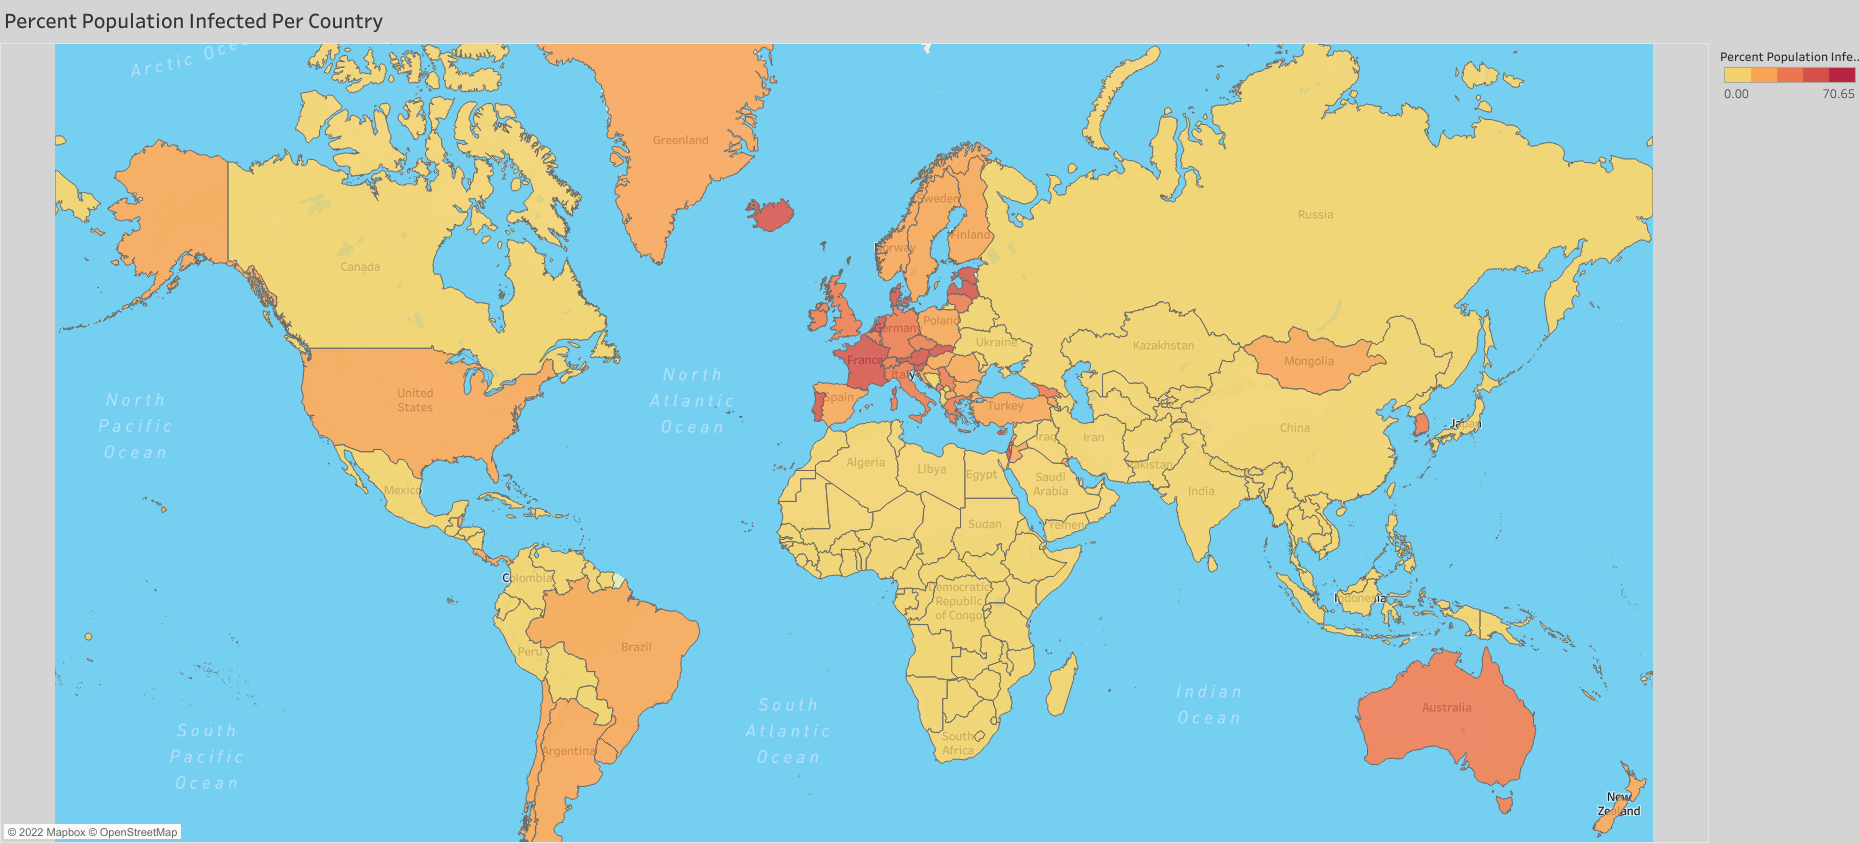 Percent Population Infected Per Country
Percent Population Infe..
0.00
70.65
Arctic Oce
Greenland
Sweden
Russia
Norway
Finland
Canada
Germany
Poland
Ukraine
Kazakhstan
Mongolia
France
Italy
North
Atlantic
Ocean
North
Pacific
Ocean
United
States
Spain
Turkey
Japan
China
Iraq
Iran
Algeria
Libya
Egypt
Pakistan
Saudi
Arabia
India
Mexico
Sudan
Yemen
Colombia
Democratic
Republic
of Congo
Indonesia
Peru
Brazil
Indian
Ocean
Australia
South
Atlantic
Ocean
South
Pacific
Ocean
South
Africa
Argentina
New
Zealand
© 2022 Mapbox © OpenStreetMap